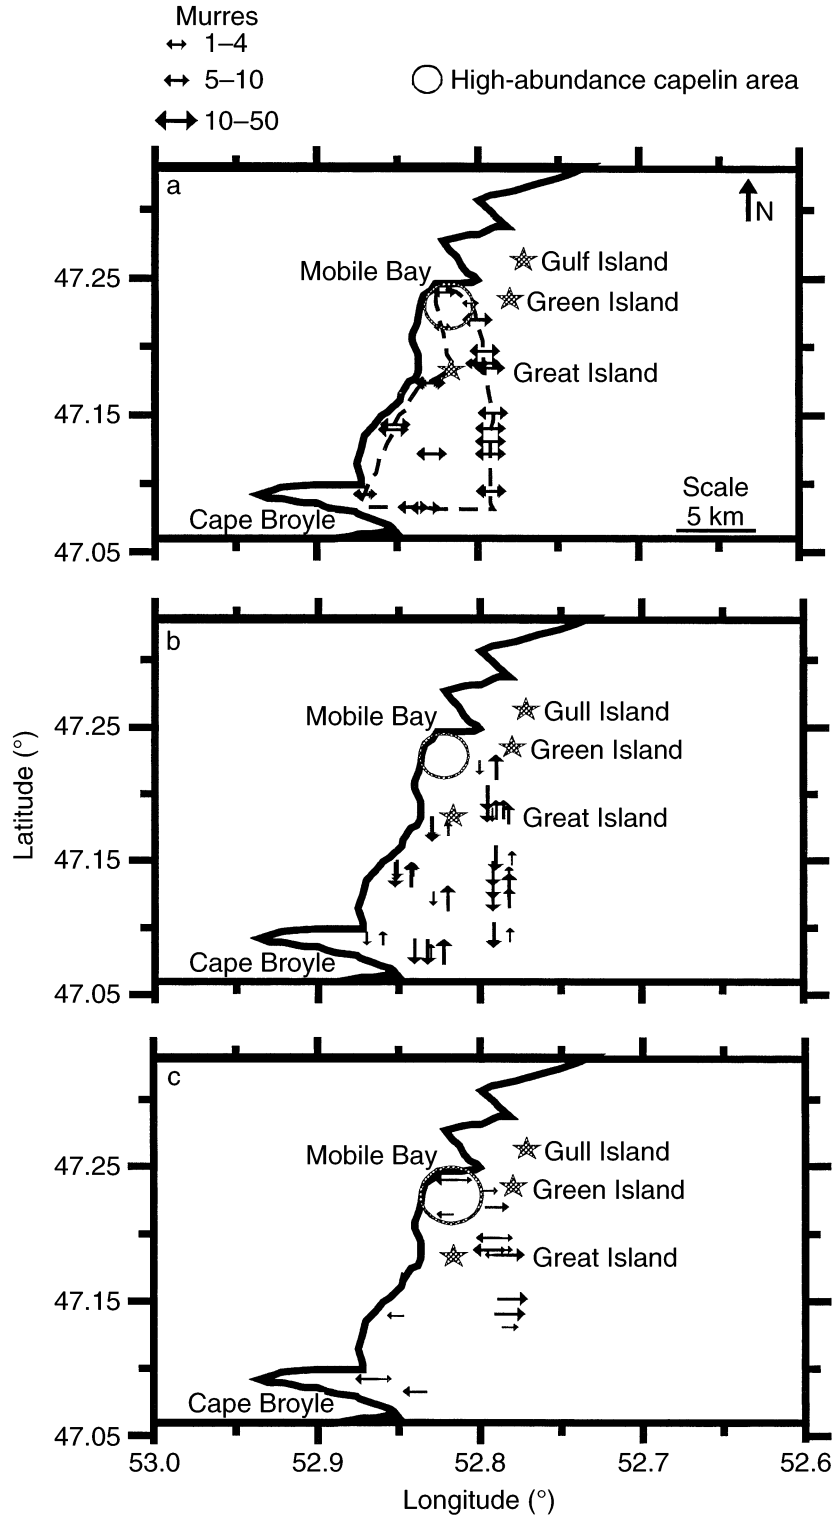 Murres
1–4
5–10
10–50
High-abundance capelin area
a
N
Mobile Bay
Gulf Island
Green Island
Great Island
Cape Broyle
Scale
5 km
47.25
47.15
47.05
b
Mobile Bay
Gull Island
Green Island
Great Island
Cape Broyle
47.25
47.15
47.05
Latitude (°)
c
Mobile Bay
Gull Island
Green Island
Great Island
Cape Broyle
47.25
47.15
47.05
53.0 52.9 52.8 52.7 52.6
Longitude (°)